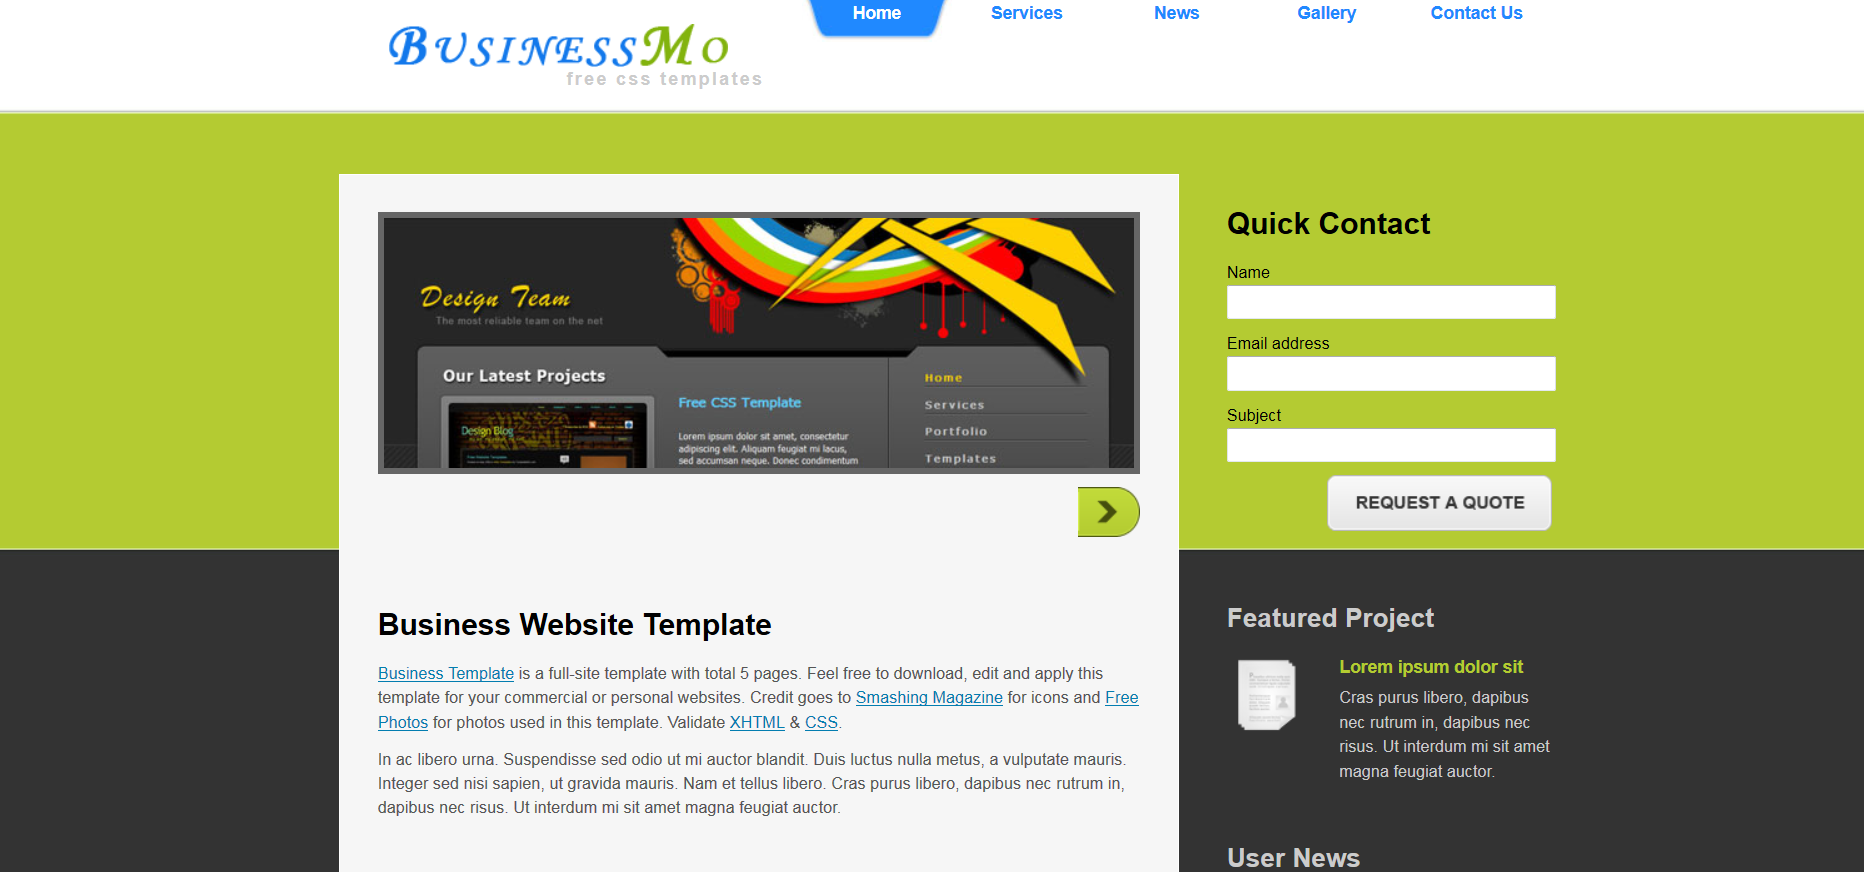 Home
Services
News
Gallery
Contact Us
BusinessMo
free css templates
Design Team
The most reliable team on the net
Our Latest Projects
Design Blog
Free CSS Template
Lorem ipsum dolor sit amet, consectetur
adipiscing elit. Aliquam feugiat mi lacus,
sed accumsan neque. Donec condimentum
Home
Services
Portfolio
Templates
Quick Contact
Name
Email address
Subject
REQUEST A QUOTE
Business Website Template
Business Template is a full-site template with total 5 pages. Feel free to download, edit and apply this
template for your commercial or personal websites. Credit goes to Smashing Magazine for icons and Free
Photos for photos used in this template. Validate XHTML & CSS.
In ac libero urna. Suspendisse sed odio ut mi auctor blandit. Duis luctus nulla metus, a vulputate mauris.
Integer sed nisi sapien, ut gravida mauris. Nam et tellus libero. Cras purus libero, dapibus nec rutrum in,
dapibus nec risus. Ut interdum mi sit amet magna feugiat auctor.
Featured Project
Lorem ipsum dolor sit
Cras purus libero, dapibus
nec rutrum in, dapibus nec
risus. Ut interdum mi sit amet
magna feugiat auctor.
User News